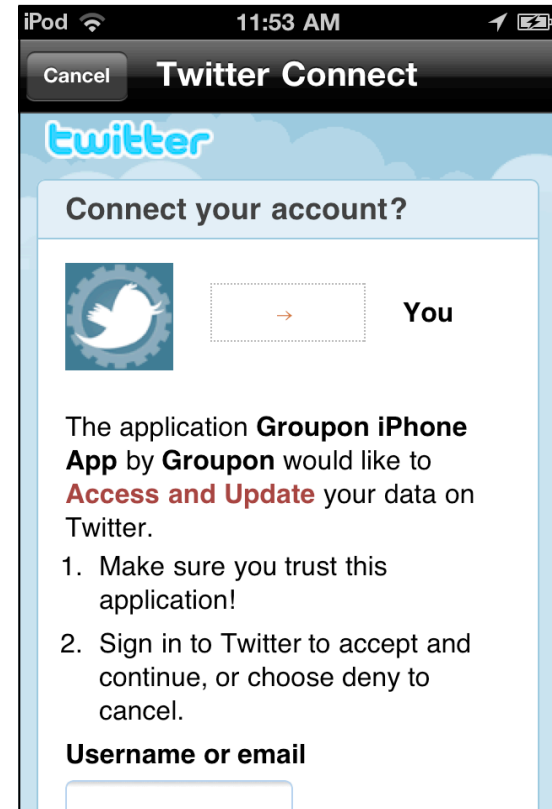 iPod 11:53 AM
Cancel Twitter Connect
twitter
Connect your account?
→ You
The application Groupon iPhone
App by Groupon would like to
Access and Update your data on
Twitter.
1. Make sure you trust this
application!
2. Sign in to Twitter to accept and
continue, or choose deny to
cancel.
Username or email